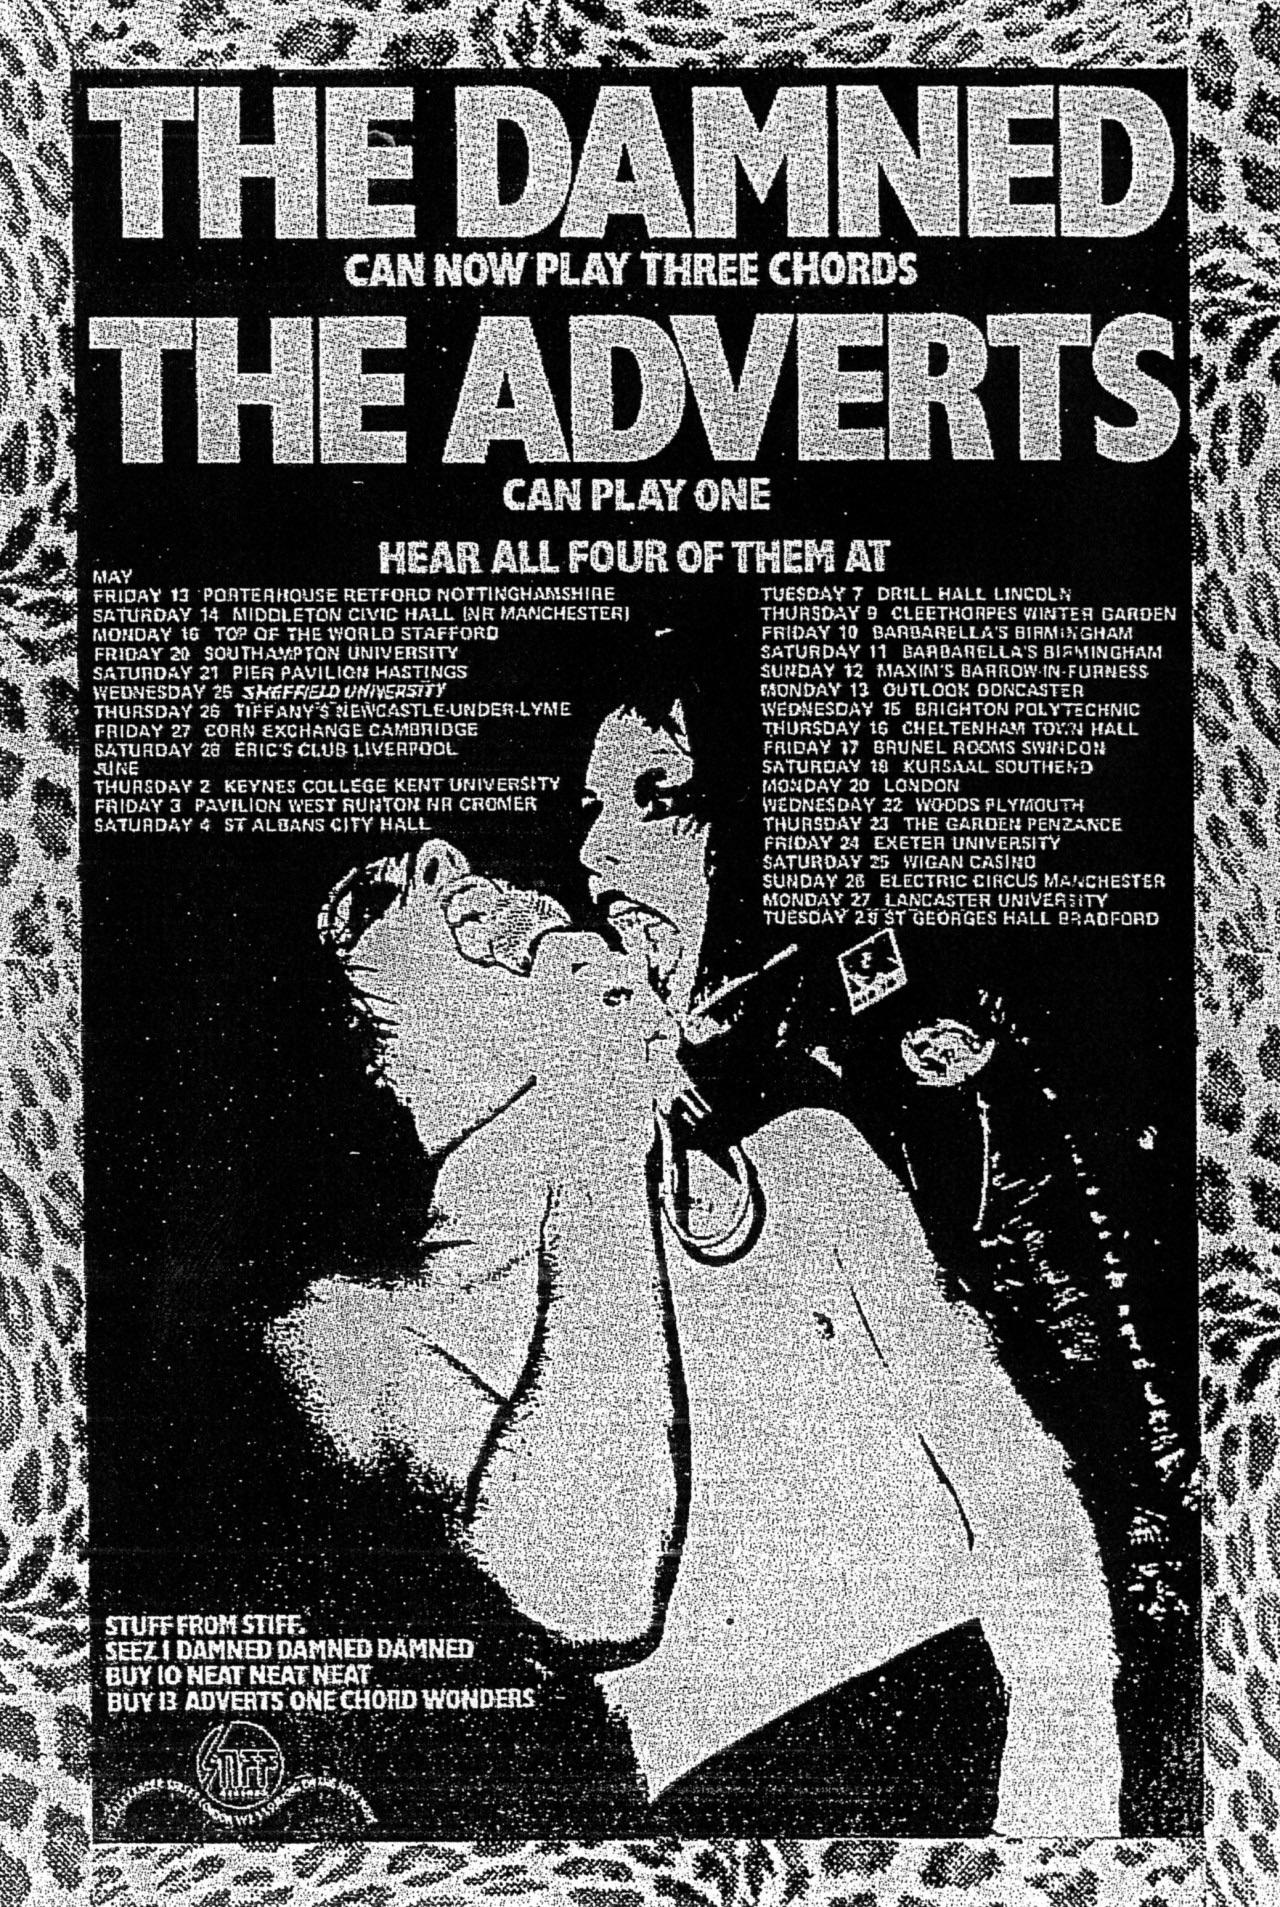 THE DAMNED
CAN NOW PLAY THREE CHORDS
THE ADVERTS
CAN PLAY ONE
HEAR ALL FOUR OF THEM AT
MAY
FRIDAY 13 PORTERHOUSE RETFORD NOTTINGHAMSHIRE
SATURDAY 14 MIDDLETON CIVIC HALL (NR MANCHESTER)
MONDAY 16 TOP OF THE WORLD STAFFORD
FRIDAY 20 SOUTHAMPTON UNIVERSITY
SATURDAY 21 PIER PAVILION HASTINGS
WEDNESDAY 25 SHEFFIELD UNIVERSITY
THURSDAY 26 TIFFANY'S NEWCASTLE-UNDER-LYME
FRIDAY 27 CORN EXCHANGE CAMBRIDGE
SATURDAY 28 ERIC'S CLUB LIVERPOOL
JUNE
THURSDAY 2 KEYNES COLLEGE KENT UNIVERSITY
FRIDAY 3 PAVILION WEST RUNTON NR CROMER
SATURDAY 4 ST ALBANS CITY HALL
TUESDAY 7 DRILL HALL LINCOLN
THURSDAY 9 CLEETHORPES WINTER GARDEN
FRIDAY 10 BARBARELLA'S BIRMINGHAM
SATURDAY 11 BARBARELLA'S BIRMINGHAM
SUNDAY 12 MAXIM'S BARROW-IN-FURNESS
MONDAY 13 OUTLOOK DONCASTER
WEDNESDAY 15 BRIGHTON POLYTECHNIC
THURSDAY 16 CHELTENHAM TOWN HALL
FRIDAY 17 BRUNEL ROOMS SWINDON
SATURDAY 18 KURSAAL SOUTHEND
MONDAY 20 LONDON
WEDNESDAY 22 WOODS PLYMOUTH
THURSDAY 23 THE GARDEN PENZANCE
FRIDAY 24 EXETER UNIVERSITY
SATURDAY 25 WIGAN CASINO
SUNDAY 26 ELECTRIC CIRCUS MANCHESTER
MONDAY 27 LANCASTER UNIVERSITY
TUESDAY 28 ST GEORGES HALL BRADFORD
STUFF FROM STIFF.
SEEZ 1 DAMNED DAMNED DAMNED
BUY 10 NEAT NEAT NEAT
BUY 13 ADVERTS ONE CHORD WONDERS
STIFF
RECORDS